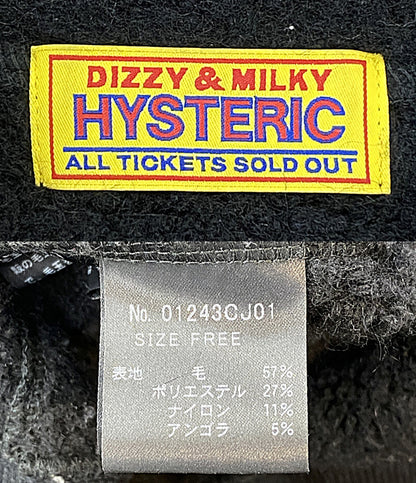 DIZZY & MILKY
HYSTERIC
ALL TICKETS SOLD OUT
No. 01243CJ01
SIZE FREE
表地 毛 57%
ポリエステル 27%
ナイロン 11%
アンゴラ 5%